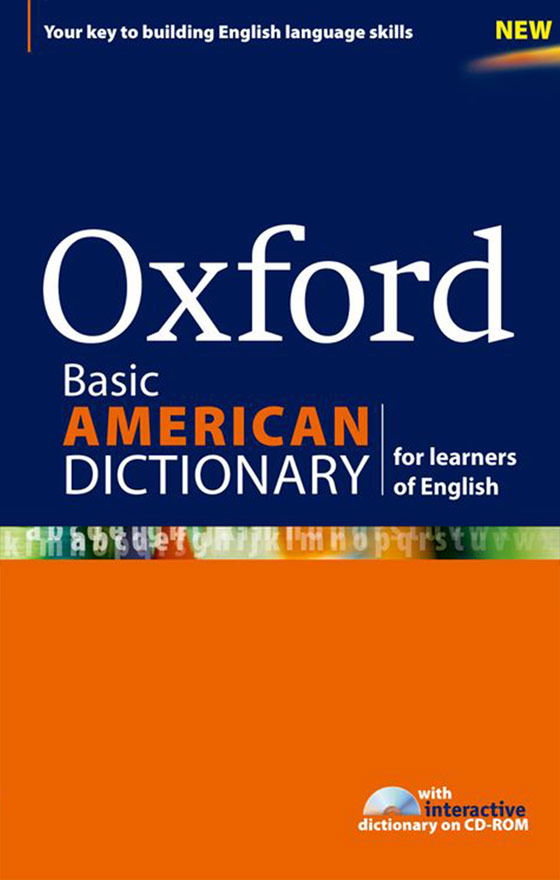 Your key to building English language skills
NEW
Oxford
Basic
AMERICAN
DICTIONARY
for learners
of English
with
interactive
dictionary on CD-ROM